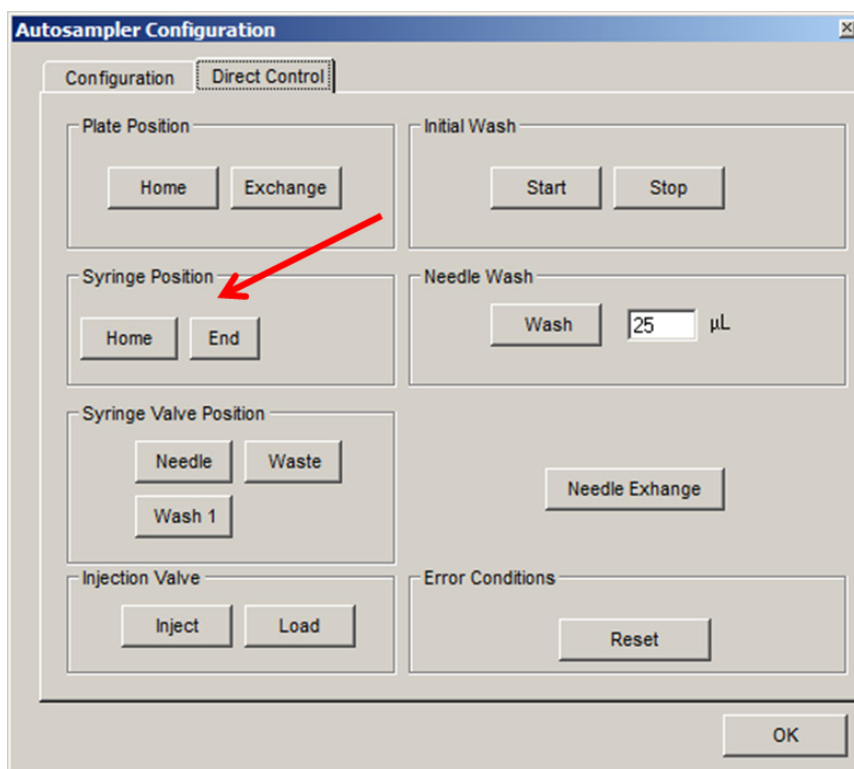 Autosampler Configuration
Configuration
Direct Control
Plate Position
Home
Exchange
Initial Wash
Start
Stop
Syringe Position
Home
End
Needle Wash
Wash
25
µL
Syringe Valve Position
Needle
Waste
Wash 1
Needle Exhange
Injection Valve
Inject
Load
Error Conditions
Reset
OK